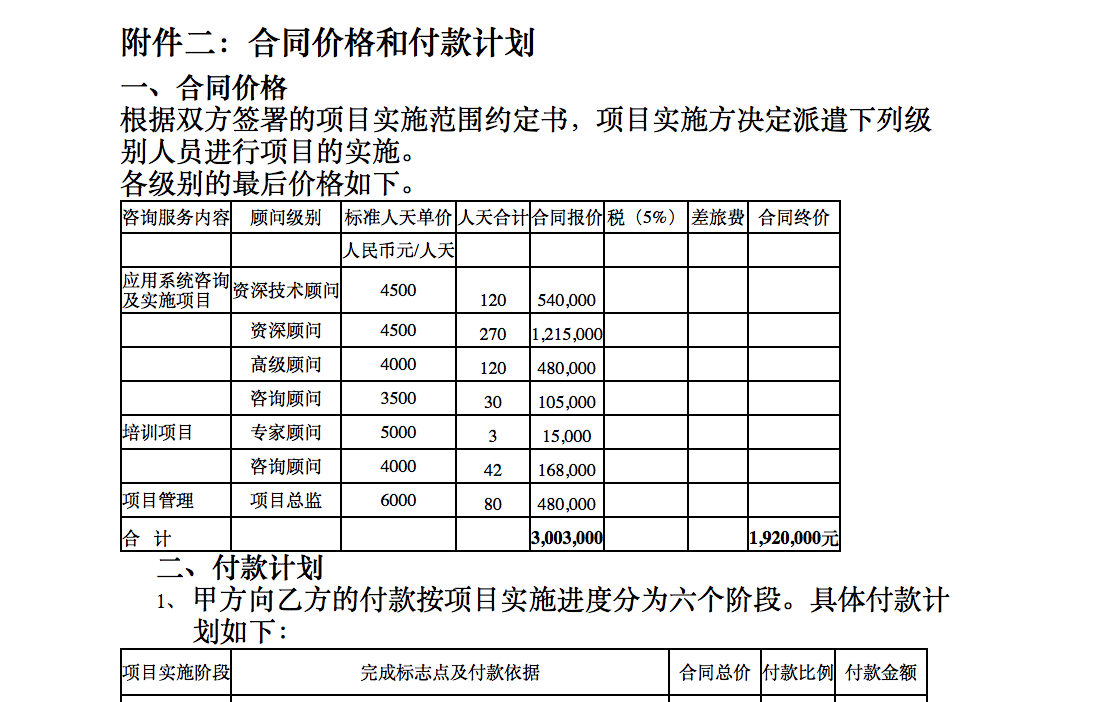 附件二：合同价格和付款计划
一、合同价格
根据双方签署的项目实施范围约定书，项目实施方决定派遣下列级
别人员进行项目的实施。
各级别的最后价格如下。
咨询服务内容 顾问级别 标准人天单价 人天合计 合同报价 税（5%） 差旅费 合同终价
人民币元/人天
应用系统咨询
及实施项目 资深技术顾问 4500 120 540,000
资深顾问 4500 270 1,215,000
高级顾问 4000 120 480,000
咨询顾问 3500 30 105,000
培训项目 专家顾问 5000 3 15,000
咨询顾问 4000 42 168,000
项目管理 项目总监 6000 80 480,000
合 计 3,003,000 1,920,000元
二、付款计划
1、甲方向乙方的付款按项目实施进度分为六个阶段。具体付款计
划如下：
项目实施阶段 完成标志点及付款依据 合同总价 付款比例 付款金额